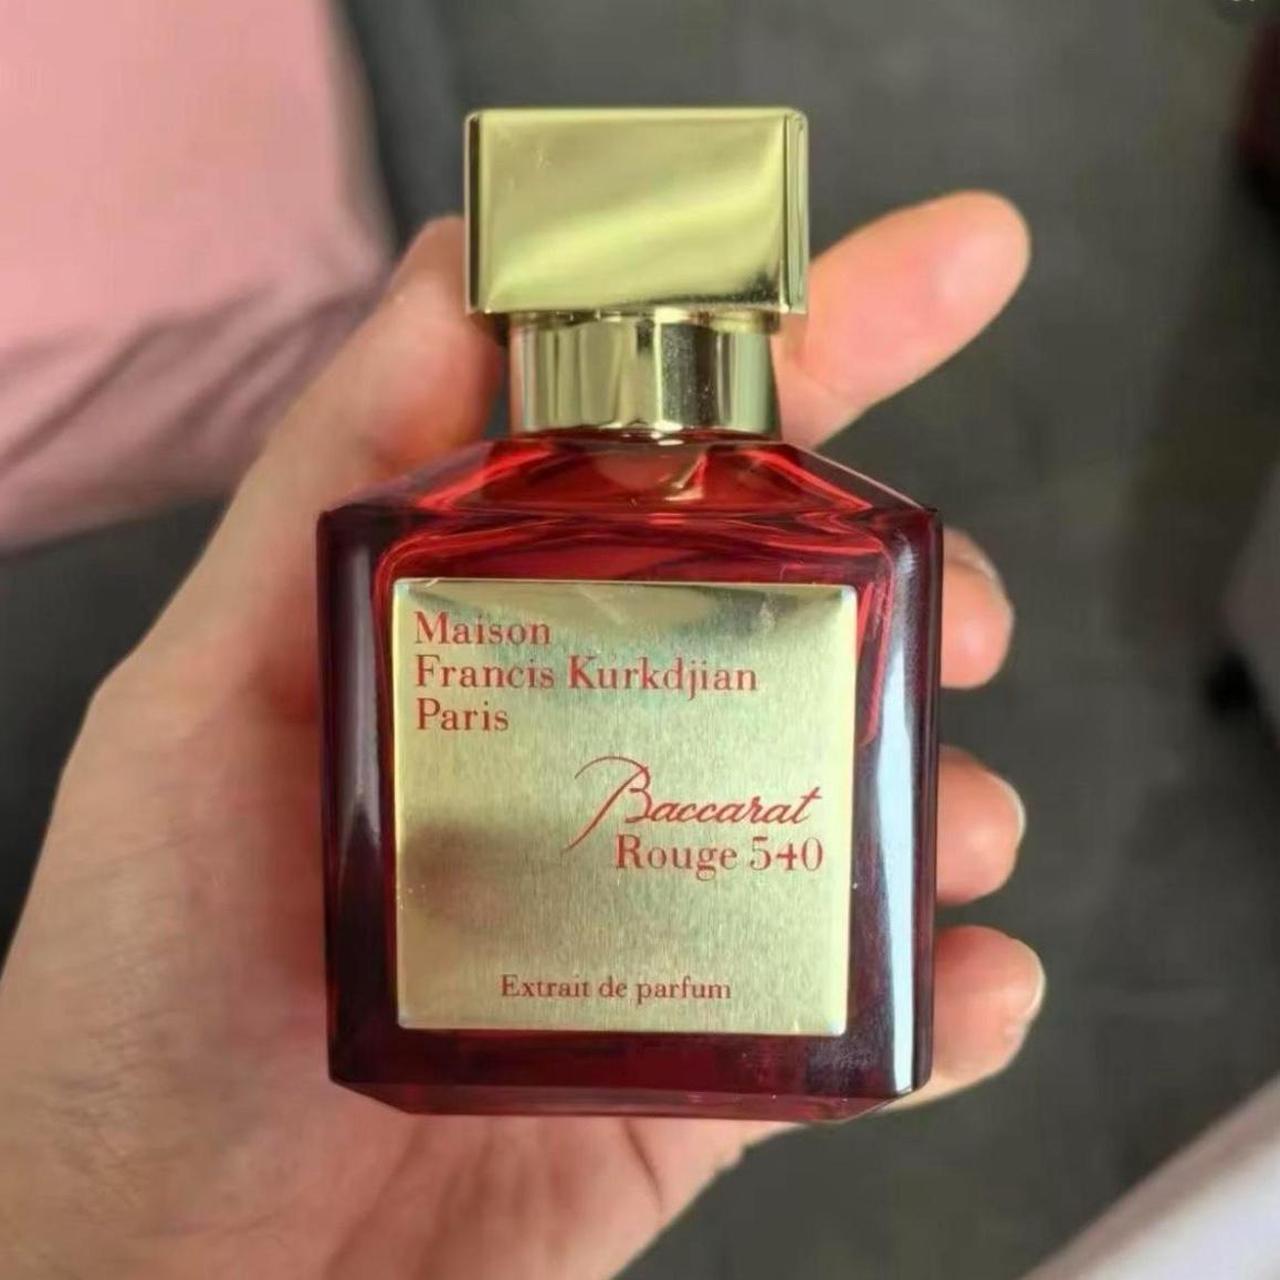 Maison
Francis Kurkdjian
Paris
Baccarat
Rouge 540
Extrait de parfum